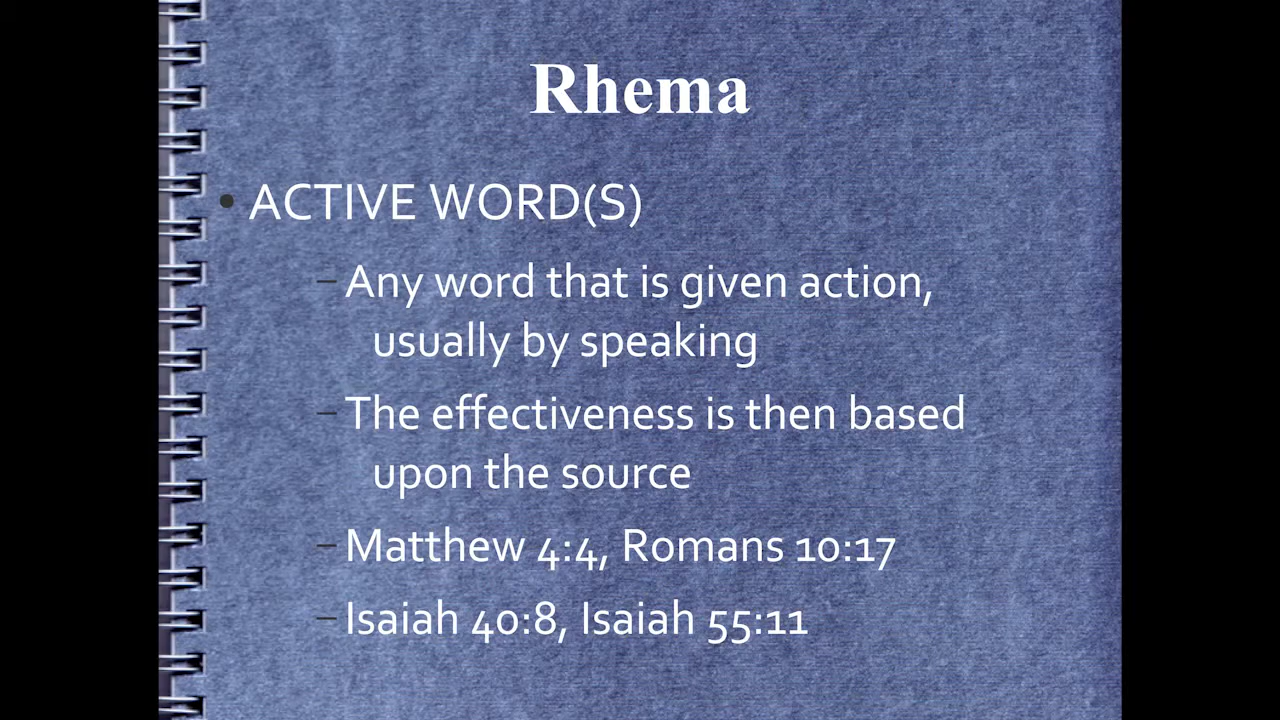 Rhema
• ACTIVE WORD(S)
– Any word that is given action,
usually by speaking
– The effectiveness is then based
upon the source
– Matthew 4:4, Romans 10:17
– Isaiah 40:8, Isaiah 55:11